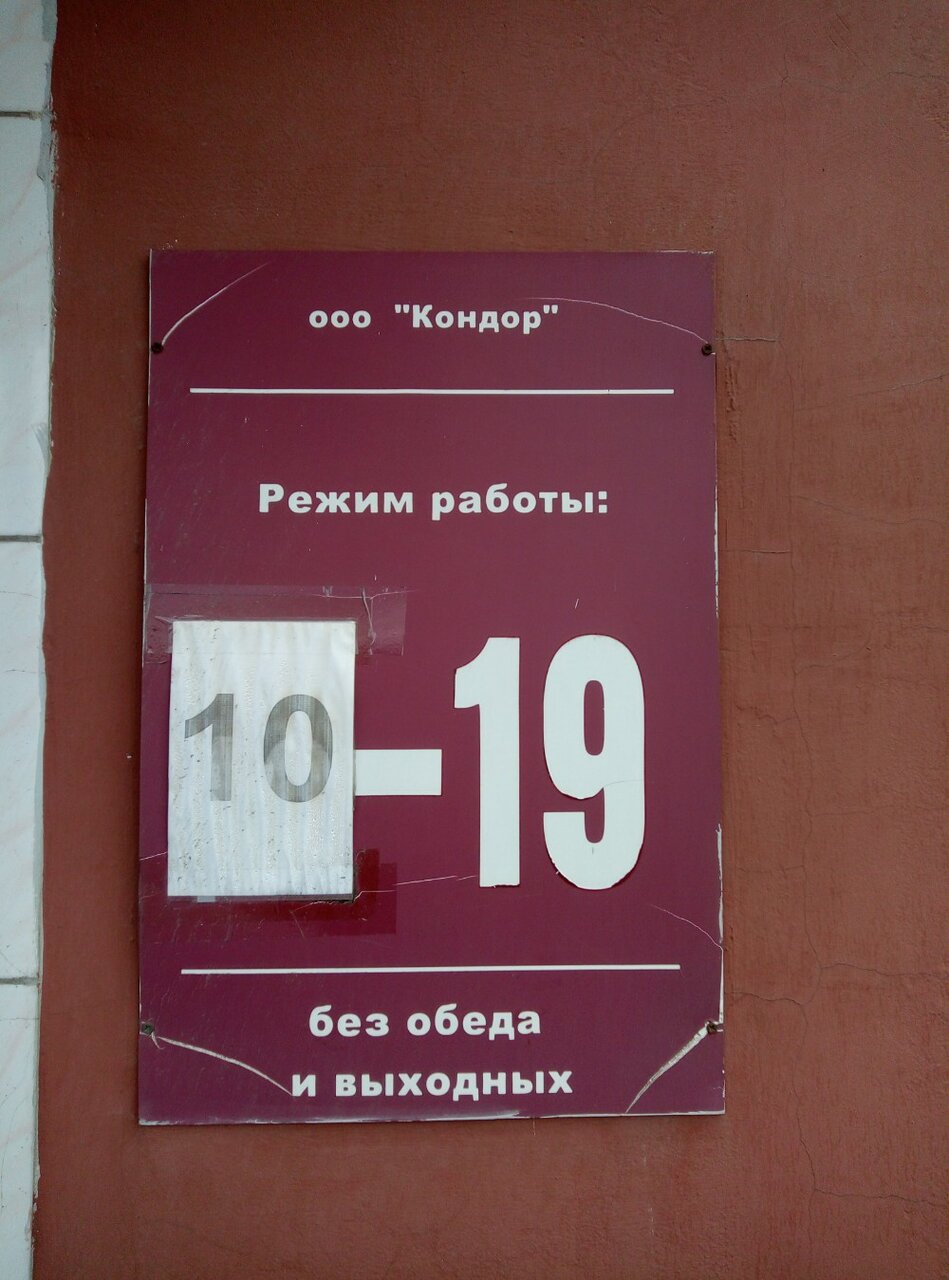 ооо "Кондор"
Режим работы:
10-19
без обеда
и выходных